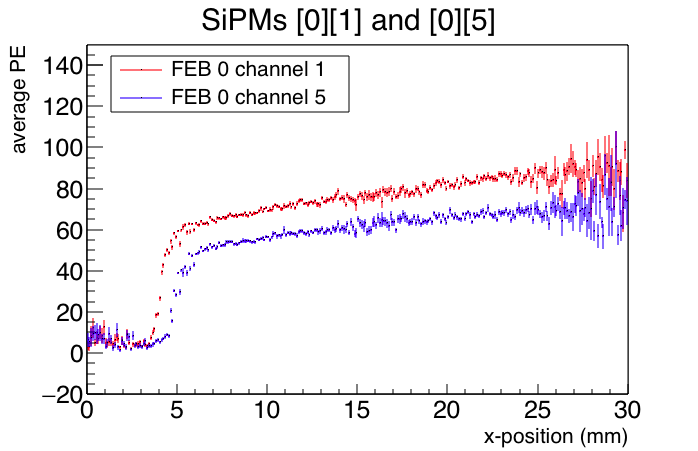 SiPMs [0][1] and [0][5]
average PE
FEB 0 channel 1
FEB 0 channel 5
140
120
100
80
60
40
20
0
−20
0 5 10 15 20 25 30
x-position (mm)